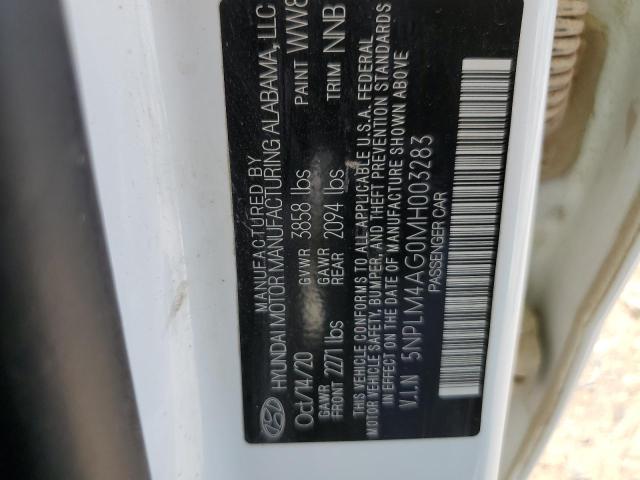 MANUFACTURED BY
HYUNDAI MOTOR MANUFACTURING ALABAMA, LLC
Oct/14/20 GVWR 3858 lbs PAINT WW8
GAWR FRONT 2271 lbs GAWR REAR 2094 lbs TRIM NNB
THIS VEHICLE CONFORMS TO ALL APPLICABLE U.S.A. FEDERAL
MOTOR VEHICLE SAFETY, BUMPER, AND THEFT PREVENTION STANDARDS
IN EFFECT ON THE DATE OF MANUFACTURE SHOWN ABOVE
V.I.N 5NPLM4AG0MH003283
PASSENGER CAR